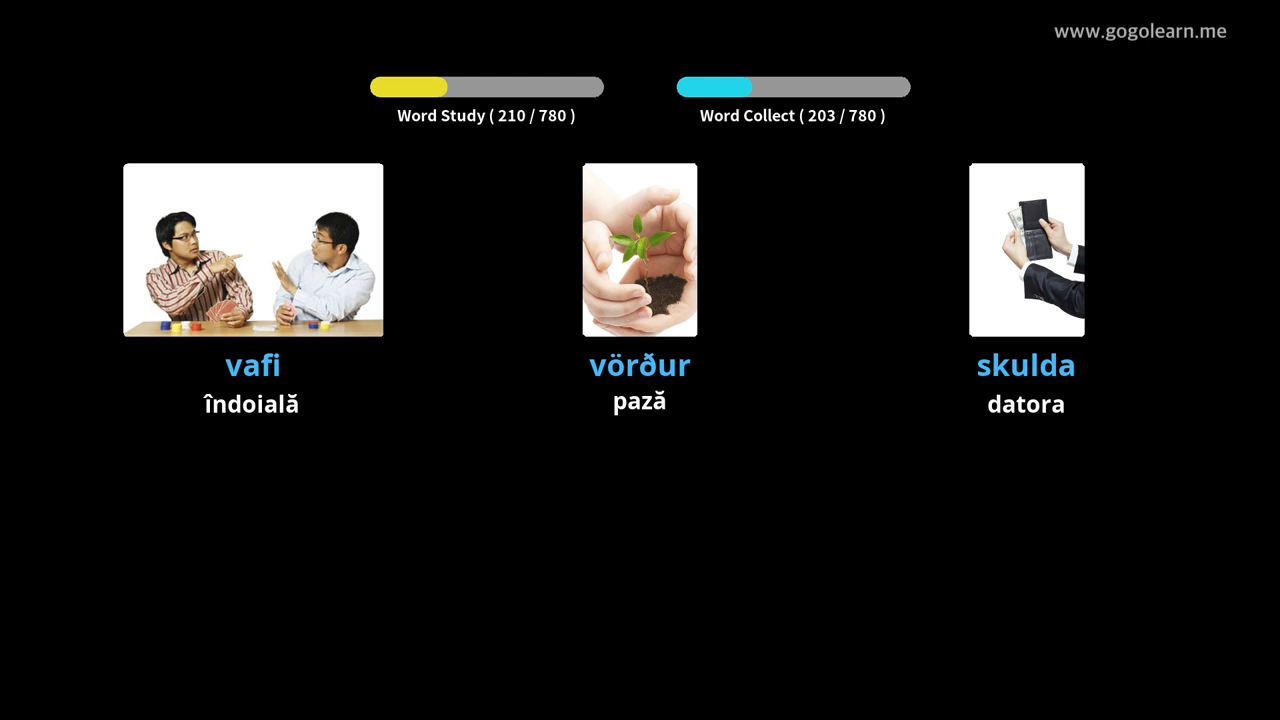 www.gogolearn.me
Word Study ( 210 / 780 )
Word Collect ( 203 / 780 )
vafi
îndoială
vörður
pază
skulda
datora